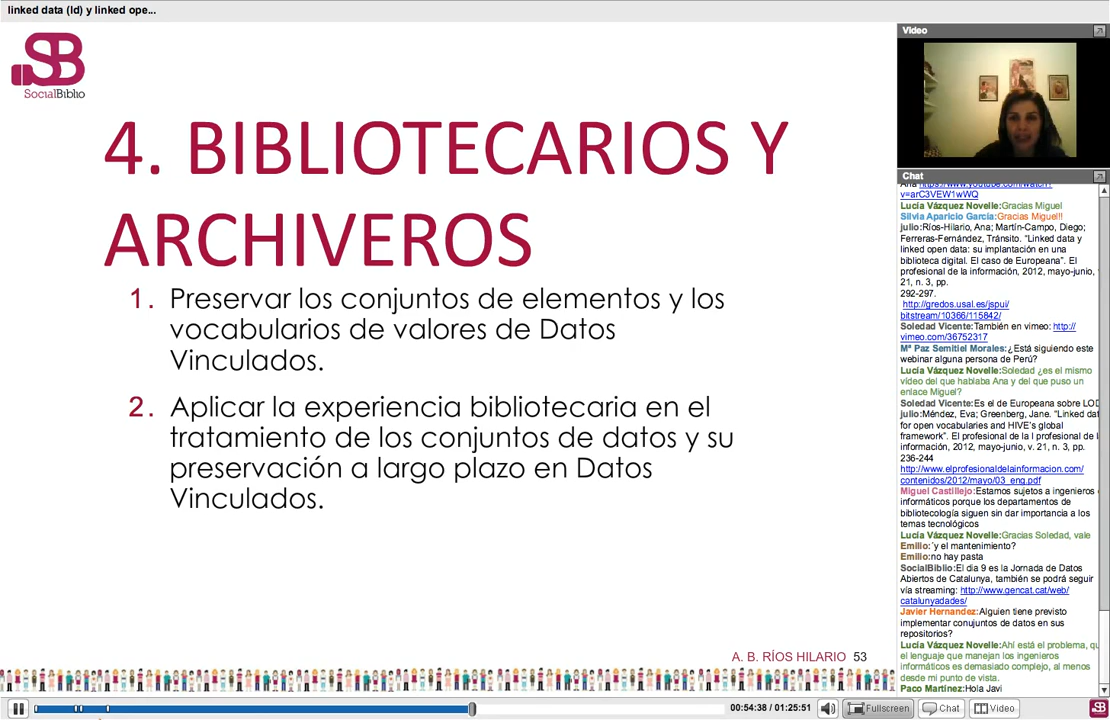 linked data (ld) y linked ope...
SB
SocialBiblio
4. BIBLIOTECARIOS Y
ARCHIVEROS
1. Preservar los conjuntos de elementos y los
vocabularios de valores de Datos
Vinculados.
2. Aplicar la experiencia bibliotecaria en el
tratamiento de los conjuntos de datos y su
preservación a largo plazo en Datos
Vinculados.
A. B. RÍOS HILARIO 53
Video
Chat
v=arC3VEW1wWQ
Lucía Vázquez Novelle:Gracias Miguel
Silvia Aparicio García:Gracias Miguel!!
julio:Ríos-Hilario, Ana; Martín-Campo, Diego;
Ferreras-Fernández, Tránsito. "Linked data y
linked open data: su implantación en una
biblioteca digital. El caso de Europeana". El
profesional de la información, 2012, mayo-junio, v.
21, n. 3, pp.
292-297.
http://gredos.usal.es/jspui/
bitstream/10366/115842/
Soledad Vicente:También en vimeo: http://
vimeo.com/36752317
Mª Paz Semitiel Morales:¿Está siguiendo este
webinar alguna persona de Perú?
Lucía Vázquez Novelle:Soledad ¿es el mismo
vídeo del que hablaba Ana y del que puso un
enlace Miguel?
Soledad Vicente:Es el de Europeana sobre LOD
julio:Méndez, Eva; Greenberg, Jane. "Linked data
for open vocabularies and HIVE's global
framework". El profesional de la I profesional de la
información, 2012, mayo-junio, v. 21, n. 3, pp.
236-244
http://www.elprofesionaldelainformacion.com/
contenidos/2012/mayo/03_eng.pdf
Miguel Castillejo:Estamos sujetos a ingenieros
informáticos porque los departamentos de
bibliotecología siguen sin dar importancia a los
temas tecnológicos
Lucía Vázquez Novelle:Gracias Soledad, vale
Emilio:´y el mantenimiento?
Emilio:no hay pasta
SocialBiblio:El dia 9 es la Jornada de Datos
Abiertos de Catalunya, también se podrá seguir
vía streaming: http://www.gencat.cat/web/
catalunyadades/
Javier Hernandez:Alguien tiene previsto
implementar conujuntos de datos en sus
repositorios?
Lucía Vázquez Novelle:Ahí está el problema, que
el lenguaje que manejan los ingenieros
informáticos es demasiado complejo, al menos
desde mi punto de vista.
Paco Martínez:Hola Javi
00:54:38 / 01:25:51
Fullscreen
Chat
Video
SB